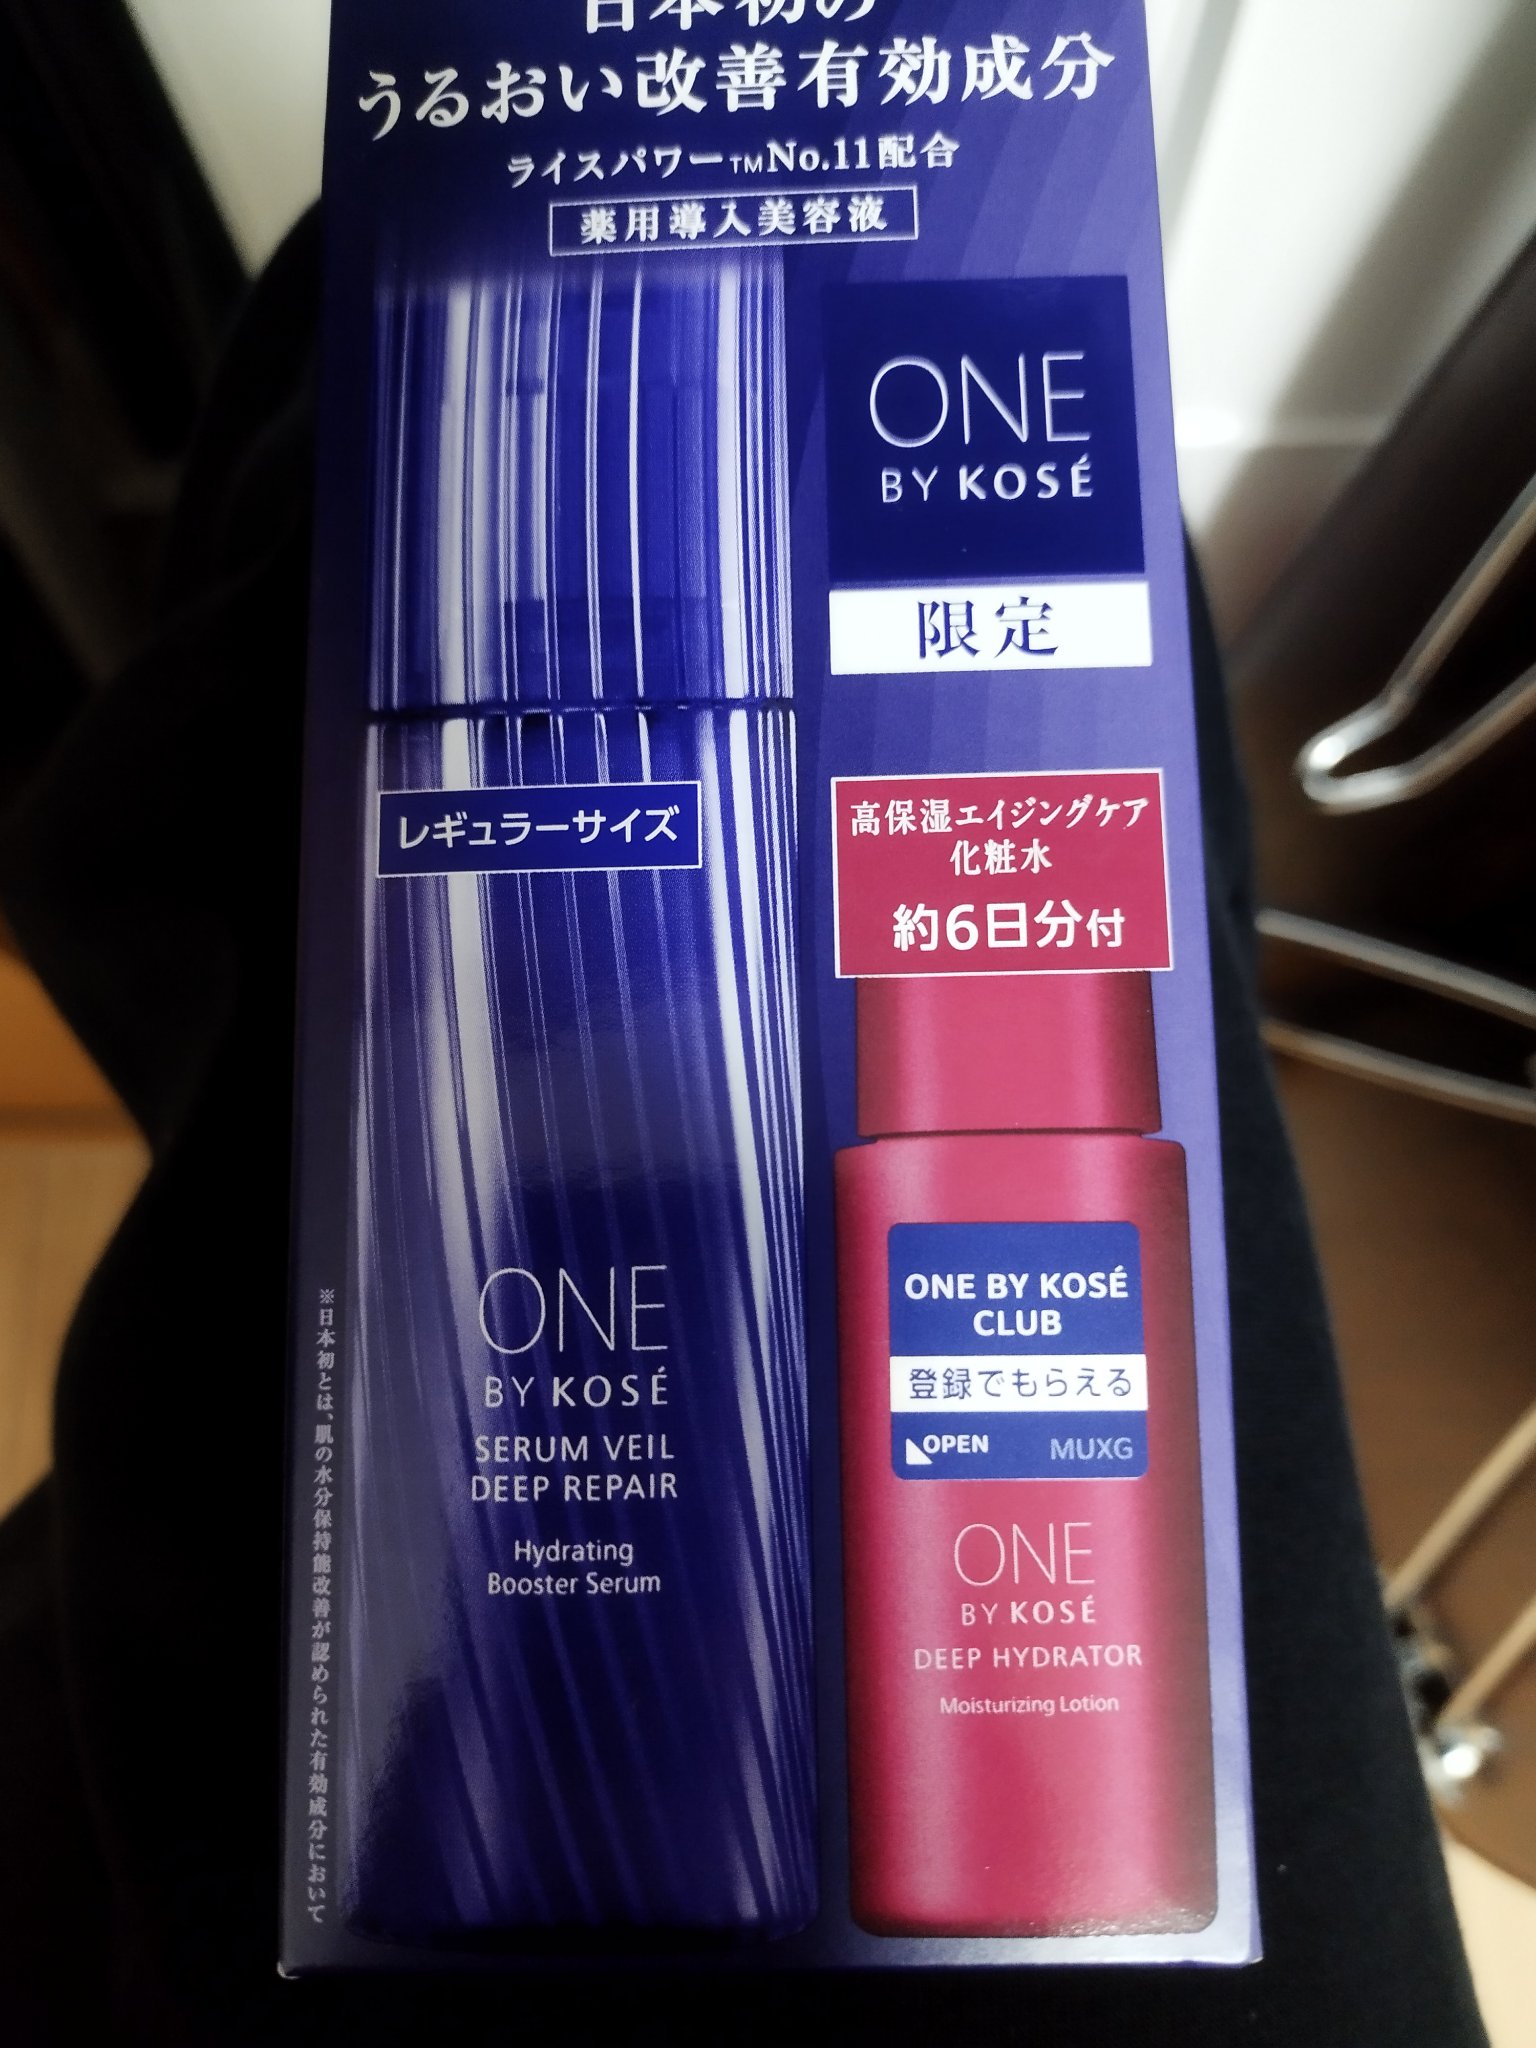 日本初の
うるおい改善有効成分
ライスパワー™No.11配合
薬用導入美容液
ONE
BY KOSÉ
限定
レギュラーサイズ
高保湿エイジングケア
化粧水
約6日分付
ONE BY KOSÉ
CLUB
登録でもらえる
OPEN MUXG
ONE
BY KOSÉ
SERUM VEIL
DEEP REPAIR
Hydrating
Booster Serum
ONE
BY KOSÉ
DEEP HYDRATOR
Moisturizing Lotion
※日本初とは、肌の水分保持能改善が認められた有効成分において